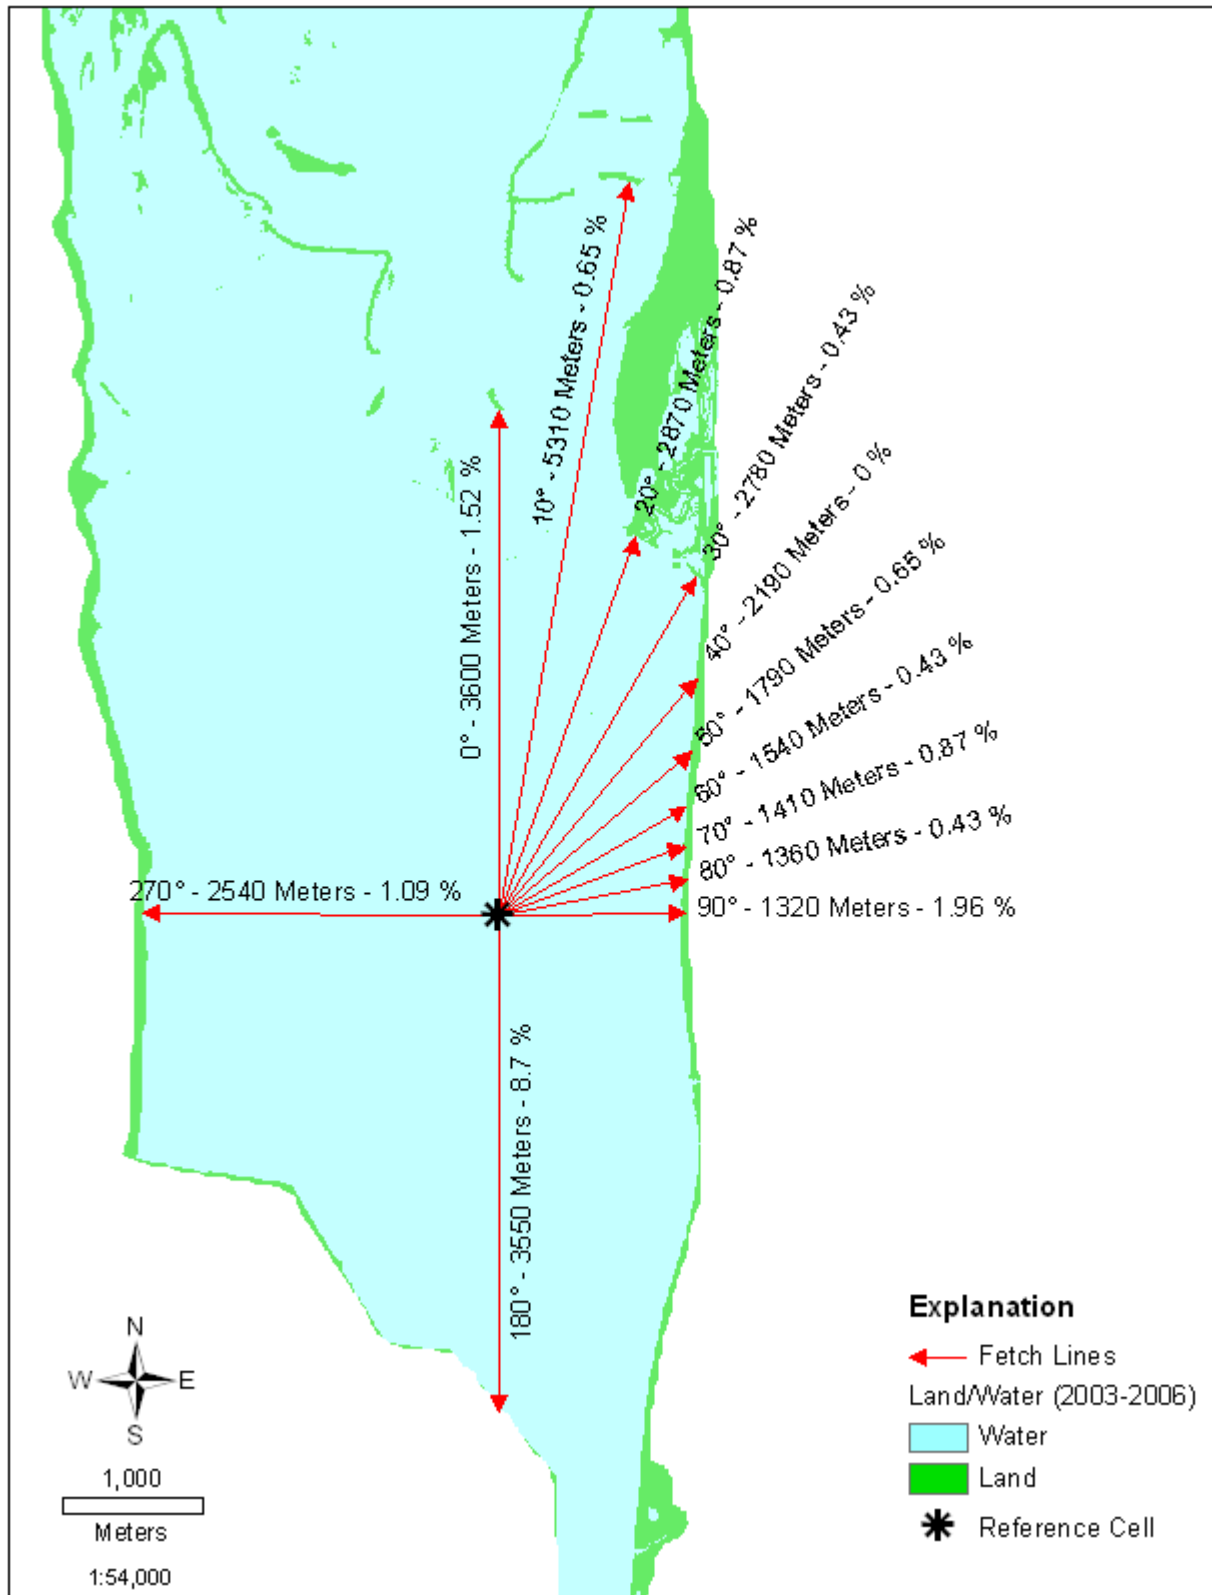 10° - 5310 Meters - 0.65 %
20° - 2870 Meters - 0.87 %
30° - 2780 Meters - 0.43 %
0° - 3600 Meters - 1.52 %
40° - 2190 Meters - 0 %
50° - 1790 Meters - 0.65 %
60° - 1540 Meters - 0.43 %
70° - 1410 Meters - 0.87 %
80° - 1360 Meters - 0.43 %
270° - 2540 Meters - 1.09 %
90° - 1320 Meters - 1.96 %
180° - 3550 Meters - 8.7 %
N
W E
S
1,000
Meters
1:54,000
Explanation
Fetch Lines
Land/Water (2003-2006)
Water
Land
Reference Cell